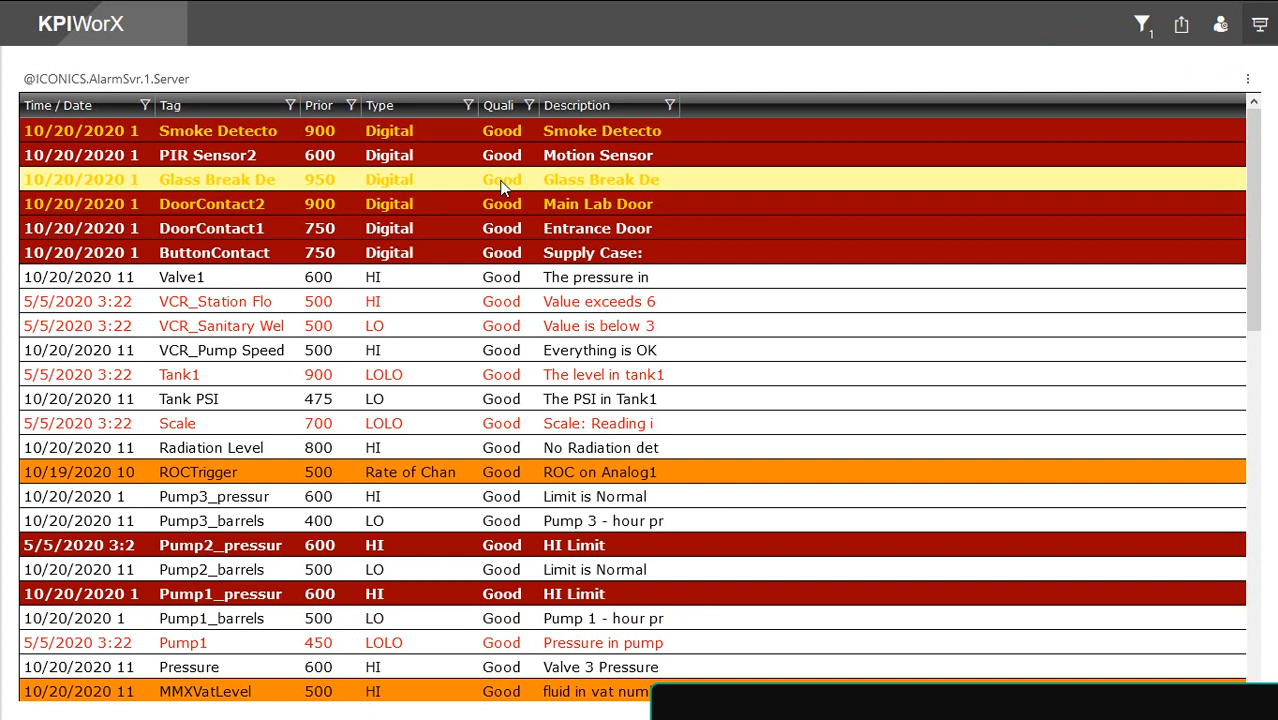 KPIWorX
1
@ICONICS.AlarmSvr.1.Server
Time / Date Tag Prior Type Quali Description
10/20/2020 1 Smoke Detecto 900 Digital Good Smoke Detecto
10/20/2020 1 PIR Sensor2 600 Digital Good Motion Sensor
10/20/2020 1 Glass Break De 950 Digital Good Glass Break De
10/20/2020 1 DoorContact2 900 Digital Good Main Lab Door
10/20/2020 1 DoorContact1 750 Digital Good Entrance Door
10/20/2020 1 ButtonContact 750 Digital Good Supply Case:
10/20/2020 11 Valve1 600 HI Good The pressure in
5/5/2020 3:22 VCR_Station Flo 500 HI Good Value exceeds 6
5/5/2020 3:22 VCR_Sanitary Wel 500 LO Good Value is below 3
10/20/2020 11 VCR_Pump Speed 500 HI Good Everything is OK
5/5/2020 3:22 Tank1 900 LOLO Good The level in tank1
10/20/2020 11 Tank PSI 475 LO Good The PSI in Tank1
5/5/2020 3:22 Scale 700 LOLO Good Scale: Reading i
10/20/2020 11 Radiation Level 800 HI Good No Radiation det
10/19/2020 10 ROCTrigger 500 Rate of Chan Good ROC on Analog1
10/20/2020 1 Pump3_pressur 600 HI Good Limit is Normal
10/20/2020 11 Pump3_barrels 400 LO Good Pump 3 - hour pr
5/5/2020 3:2 Pump2_pressur 600 HI Good HI Limit
10/20/2020 11 Pump2_barrels 500 LO Good Limit is Normal
10/20/2020 1 Pump1_pressur 600 HI Good HI Limit
10/20/2020 1 Pump1_barrels 500 LO Good Pump 1 - hour pr
5/5/2020 3:22 Pump1 450 LOLO Good Pressure in pump
10/20/2020 11 Pressure 600 HI Good Valve 3 Pressure
10/20/2020 11 MMXVatLevel 500 HI Good fluid in vat num